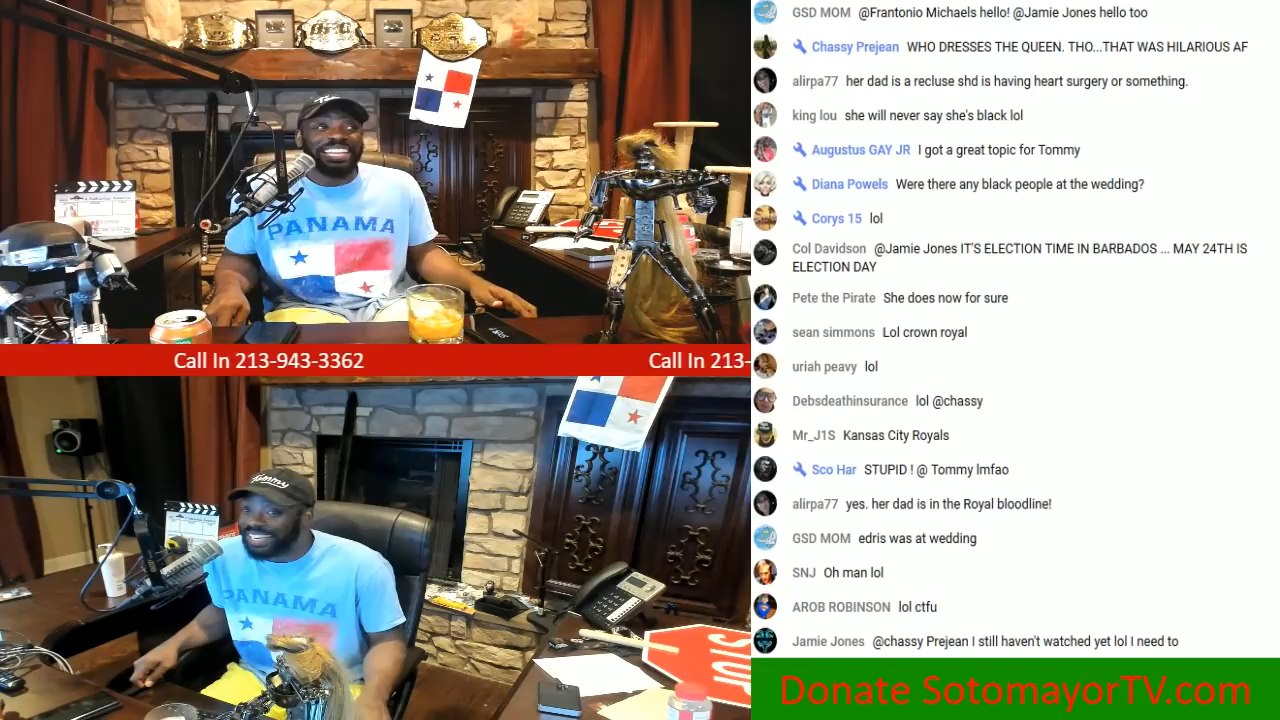 PANAMA
Call In 213-943-3362
Call In 213-
Tommy
PANAMA
STOP
GSD MOM @Frantonio Michaels hello! @Jamie Jones hello too
Chassy Prejean WHO DRESSES THE QUEEN. THO...THAT WAS HILARIOUS AF
alirpa77 her dad is a recluse shd is having heart surgery or something.
king lou she will never say she's black lol
Augustus GAY JR I got a great topic for Tommy
Diana Powels Were there any black people at the wedding?
Corys 15 lol
Col Davidson @Jamie Jones IT'S ELECTION TIME IN BARBADOS ... MAY 24TH IS
ELECTION DAY
Pete the Pirate She does now for sure
sean simmons Lol crown royal
uriah peavy lol
Debsdeathinsurance lol @chassy
Mr_J1S Kansas City Royals
Sco Har STUPID ! @ Tommy lmfao
alirpa77 yes. her dad is in the Royal bloodline!
GSD MOM edris was at wedding
SNJ Oh man lol
AROB ROBINSON lol ctfu
Jamie Jones @chassy Prejean I still haven't watched yet lol I need to
Donate SotomayorTV.com